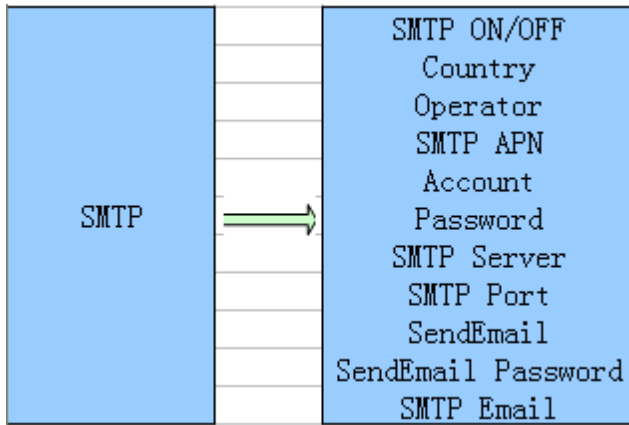 SMTP
SMTP ON/OFF
Country
Operator
SMTP APN
Account
Password
SMTP Server
SMTP Port
SendEmail
SendEmail Password
SMTP Email